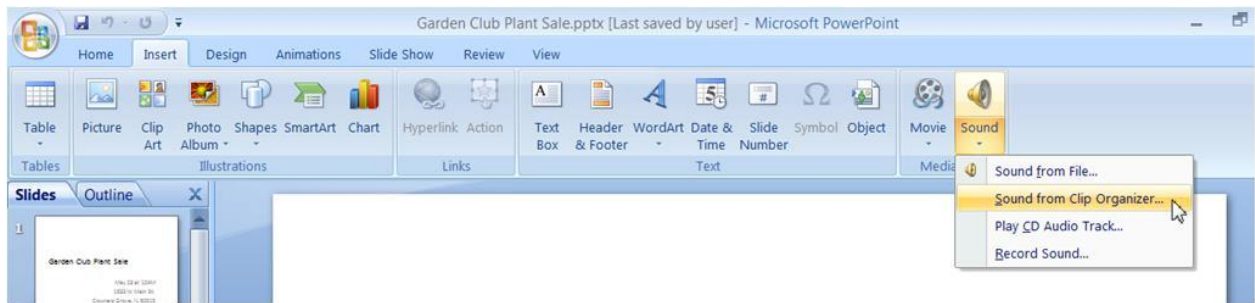 Garden Club Plant Sale.pptx [Last saved by user] - Microsoft PowerPoint
Home Insert Design Animations Slide Show Review View
Table Picture Clip Art Photo Album Shapes SmartArt Chart Hyperlink Action Text Box Header & Footer WordArt Date & Time Slide Number Symbol Object Movie Sound
Tables Illustrations Links Text Media
Sound from File...
Sound from Clip Organizer...
Play CD Audio Track...
Record Sound...
Slides Outline
1
Garden Club Plant Sale